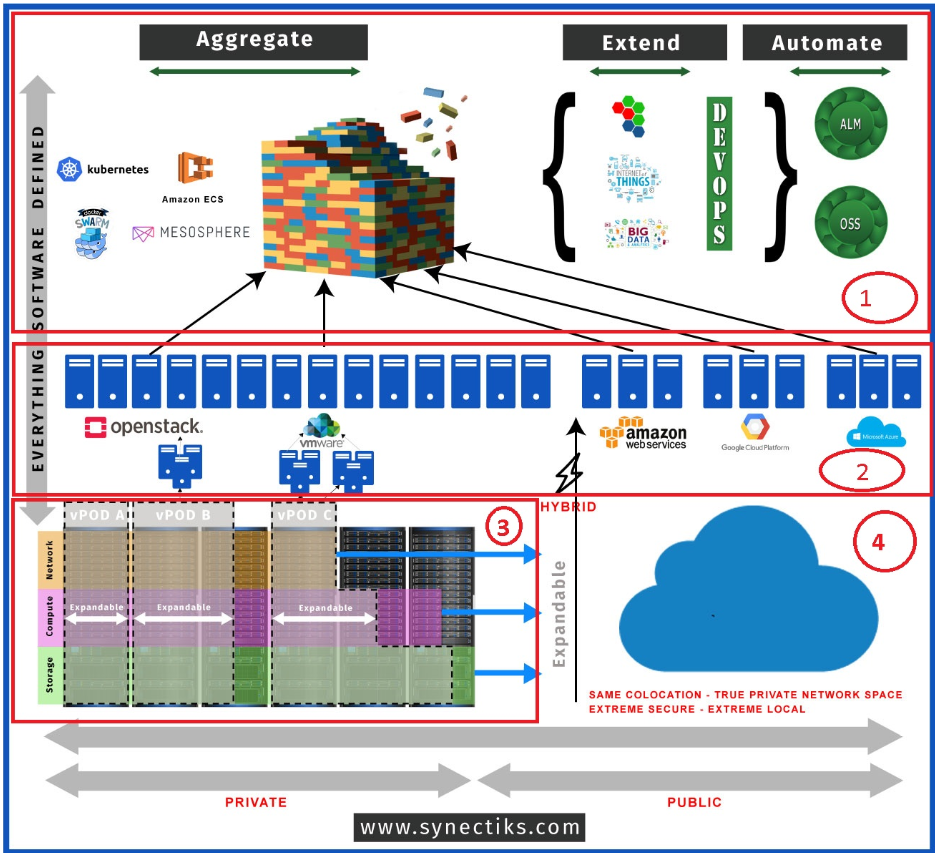 Aggregate
Extend
Automate
EVERYTHING SOFTWARE DEFINED
kubernetes
Amazon ECS
docker
SWARM
MESOSPHERE
INTERNET of
THINGS
BIG
DATA
DEVOPS
ALM
OSS
1
openstack.
vmware
amazon
web services
Google Cloud Platform
Microsoft Azure
2
vPOD A
vPOD B
vPOD C
3
HYBRID
4
Network
Compute
Storage
Expandable
Expandable
Expandable
Expandable
SAME COLOCATION - TRUE PRIVATE NETWORK SPACE
EXTREME SECURE - EXTREME LOCAL
PRIVATE
PUBLIC
www.synectiks.com